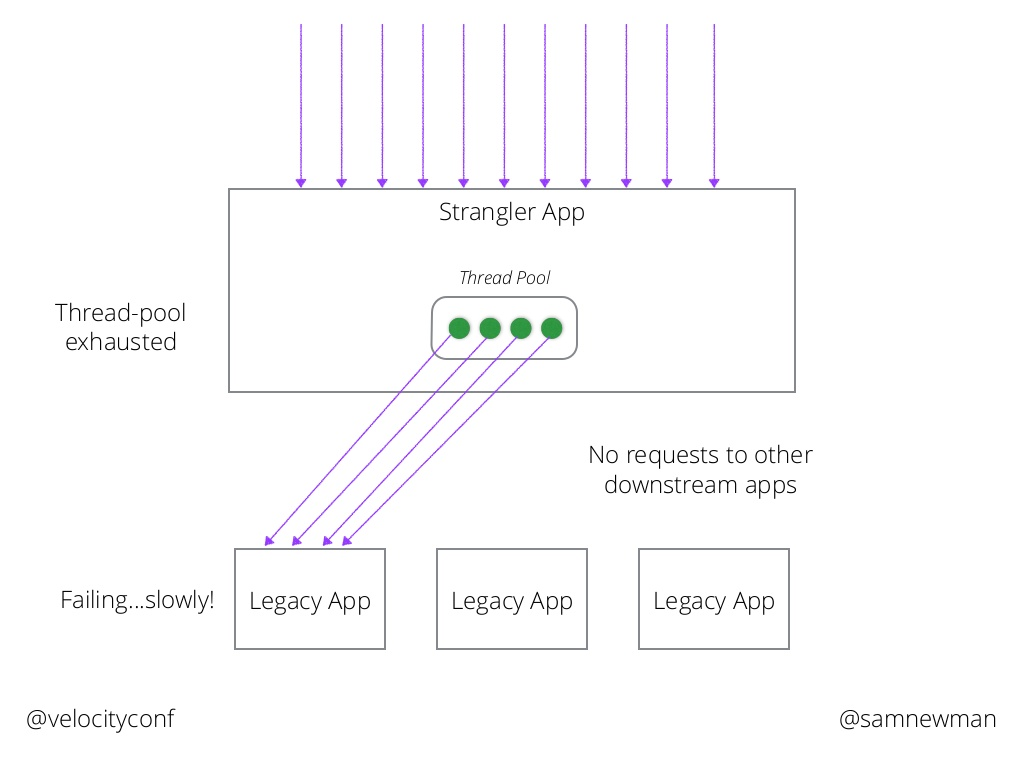 Strangler App
Thread Pool
Thread-pool
exhausted
No requests to other
downstream apps
Failing...slowly!
Legacy App
Legacy App
Legacy App
@velocityconf
@samnewman